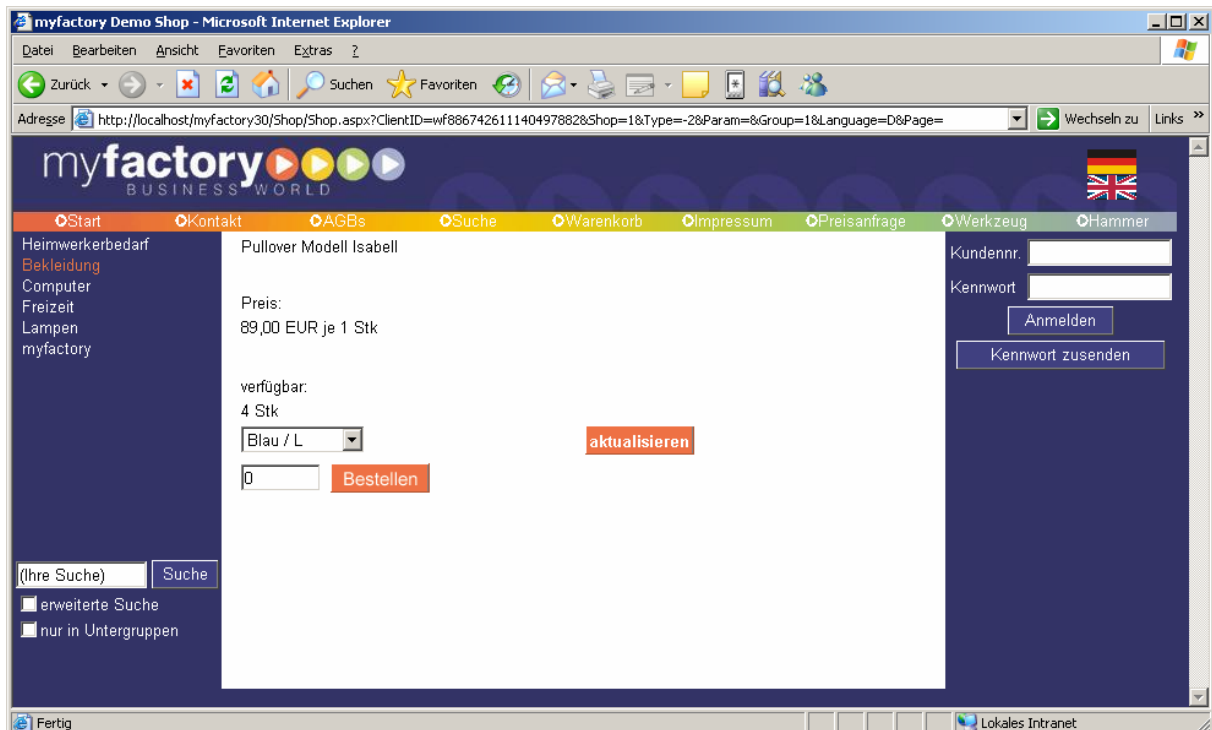 myfactory Demo Shop - Microsoft Internet Explorer
Datei Bearbeiten Ansicht Favoriten Extras ?
Zurück Suchen Favoriten
Adresse http://localhost/myfactory30/Shop/Shop.aspx?ClientID=wf886742611140497882&Shop=1&Type=-2&Param=&Group=1&Language=D&Page= Wechseln zu Links »
myfactory
BUSINESS WORLD
Start Kontakt AGBs Suche Warenkorb Impressum Preisanfrage Werkzeug Hammer
Heimwerkerbedarf
Bekleidung
Computer
Freizeit
Lampen
myfactory
(Ihre Suche) Suche
erweiterte Suche
nur in Untergruppen
Pullover Modell Isabell
Preis:
89,00 EUR je 1 Stk
verfügbar:
4 Stk
Blau / L aktualisieren
0 Bestellen
Kundennr.
Kennwort
Anmelden
Kennwort zusenden
Fertig Lokales Intranet